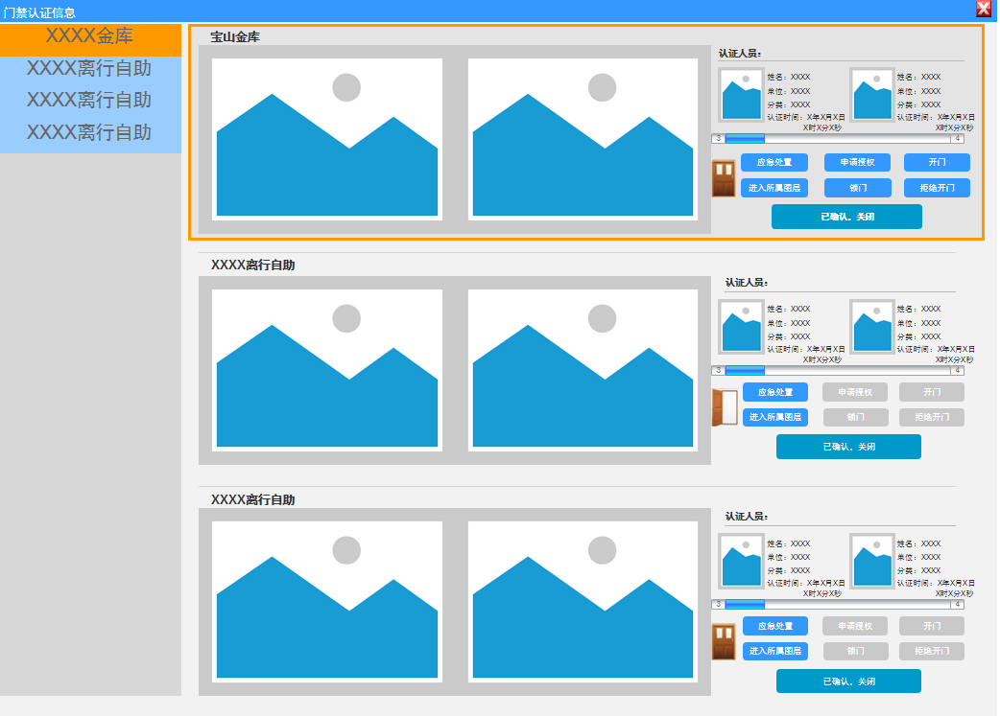 门禁认证信息
XXXX金库
XXXX离行自助
XXXX离行自助
XXXX离行自助
宝山金库
认证人员：
姓名：XXXX
单位：XXXX
分类：XXXX
认证时间：X年X月X日
X时X分X秒
姓名：XXXX
单位：XXXX
分类：XXXX
认证时间：X年X月X日
X时X分X秒
3
4
应急处置
申请授权
开门
进入所属图层
锁门
拒绝开门
已确认，关闭
XXXX离行自助
认证人员：
姓名：XXXX
单位：XXXX
分类：XXXX
认证时间：X年X月X日
X时X分X秒
姓名：XXXX
单位：XXXX
分类：XXXX
认证时间：X年X月X日
X时X分X秒
3
4
应急处置
申请授权
开门
进入所属图层
锁门
拒绝开门
已确认，关闭
XXXX离行自助
认证人员：
姓名：XXXX
单位：XXXX
分类：XXXX
认证时间：X年X月X日
X时X分X秒
姓名：XXXX
单位：XXXX
分类：XXXX
认证时间：X年X月X日
X时X分X秒
3
4
应急处置
申请授权
开门
进入所属图层
锁门
拒绝开门
已确认，关闭